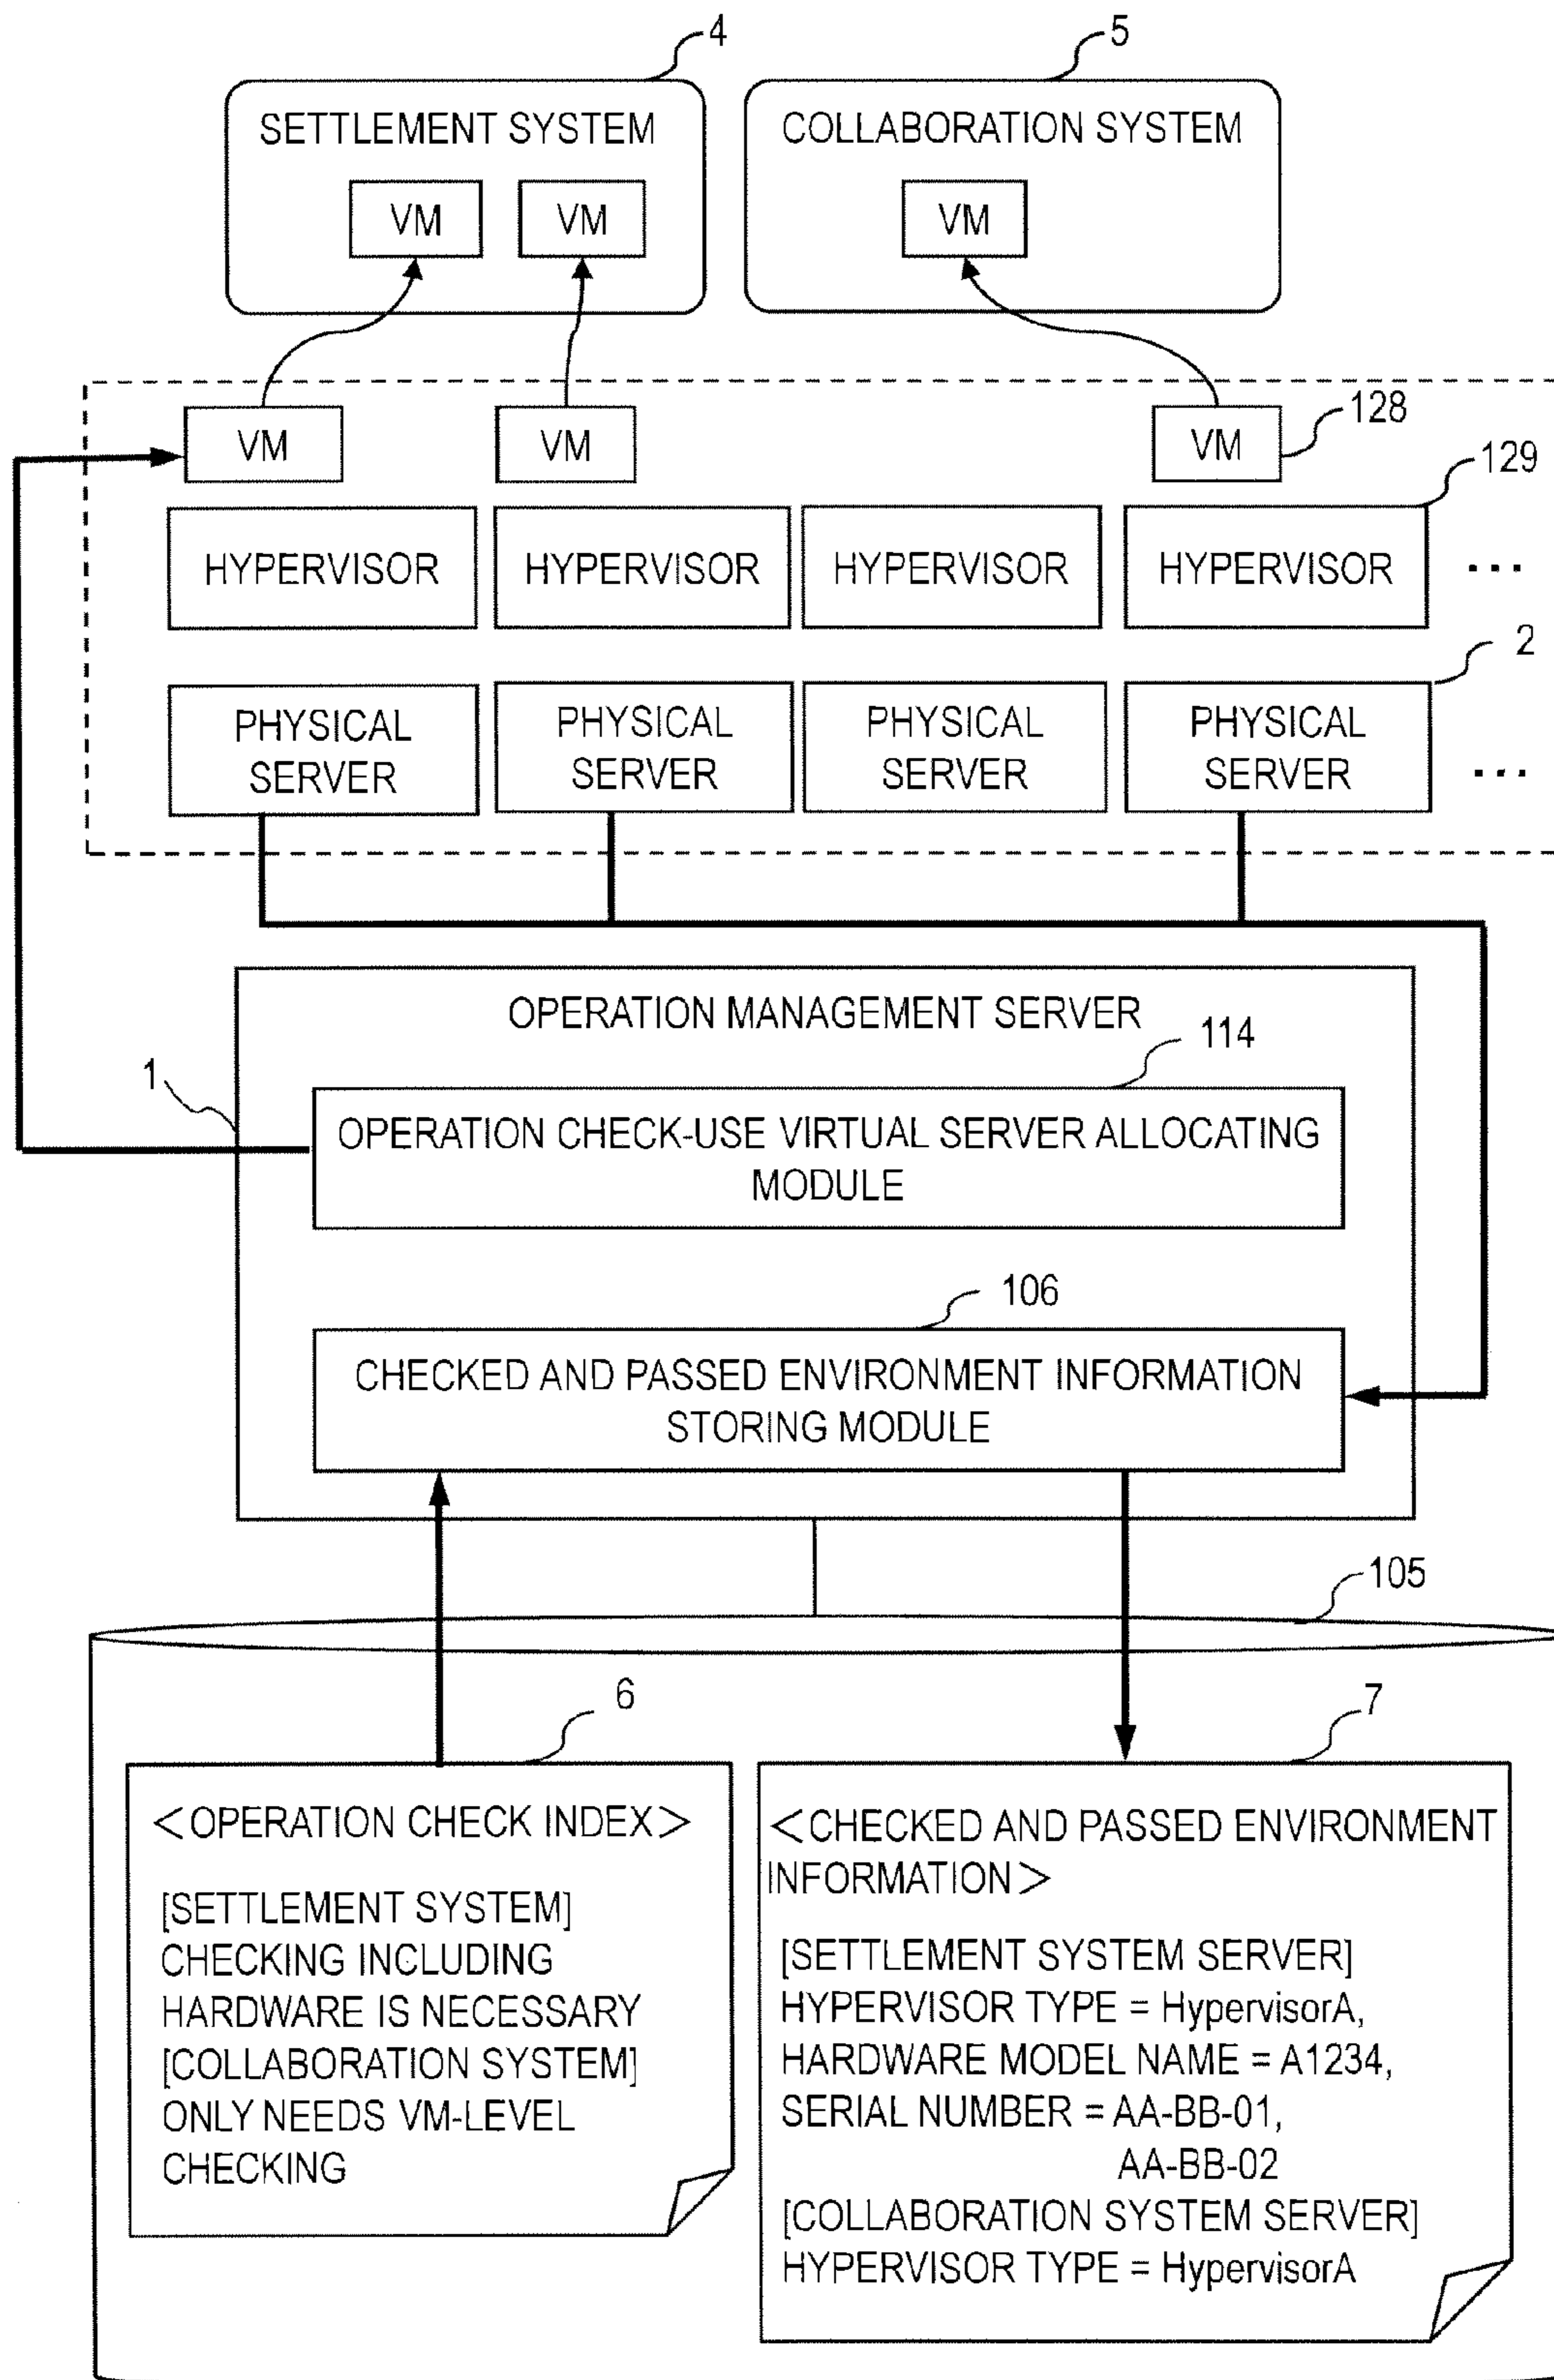 4
5
SETTLEMENT SYSTEM
COLLABORATION SYSTEM
VM
VM
VM
VM
VM
VM
128
129
HYPERVISOR
HYPERVISOR
HYPERVISOR
HYPERVISOR
...
2
PHYSICAL
SERVER
PHYSICAL
SERVER
PHYSICAL
SERVER
PHYSICAL
SERVER
...
OPERATION MANAGEMENT SERVER
1
114
OPERATION CHECK-USE VIRTUAL SERVER ALLOCATING
MODULE
106
CHECKED AND PASSED ENVIRONMENT INFORMATION
STORING MODULE
105
6
<OPERATION CHECK INDEX>
[SETTLEMENT SYSTEM]
CHECKING INCLUDING
HARDWARE IS NECESSARY
[COLLABORATION SYSTEM]
ONLY NEEDS VM-LEVEL
CHECKING
7
<CHECKED AND PASSED ENVIRONMENT
INFORMATION>
[SETTLEMENT SYSTEM SERVER]
HYPERVISOR TYPE = HypervisorA,
HARDWARE MODEL NAME = A1234,
SERIAL NUMBER = AA-BB-01,
AA-BB-02
[COLLABORATION SYSTEM SERVER]
HYPERVISOR TYPE = HypervisorA